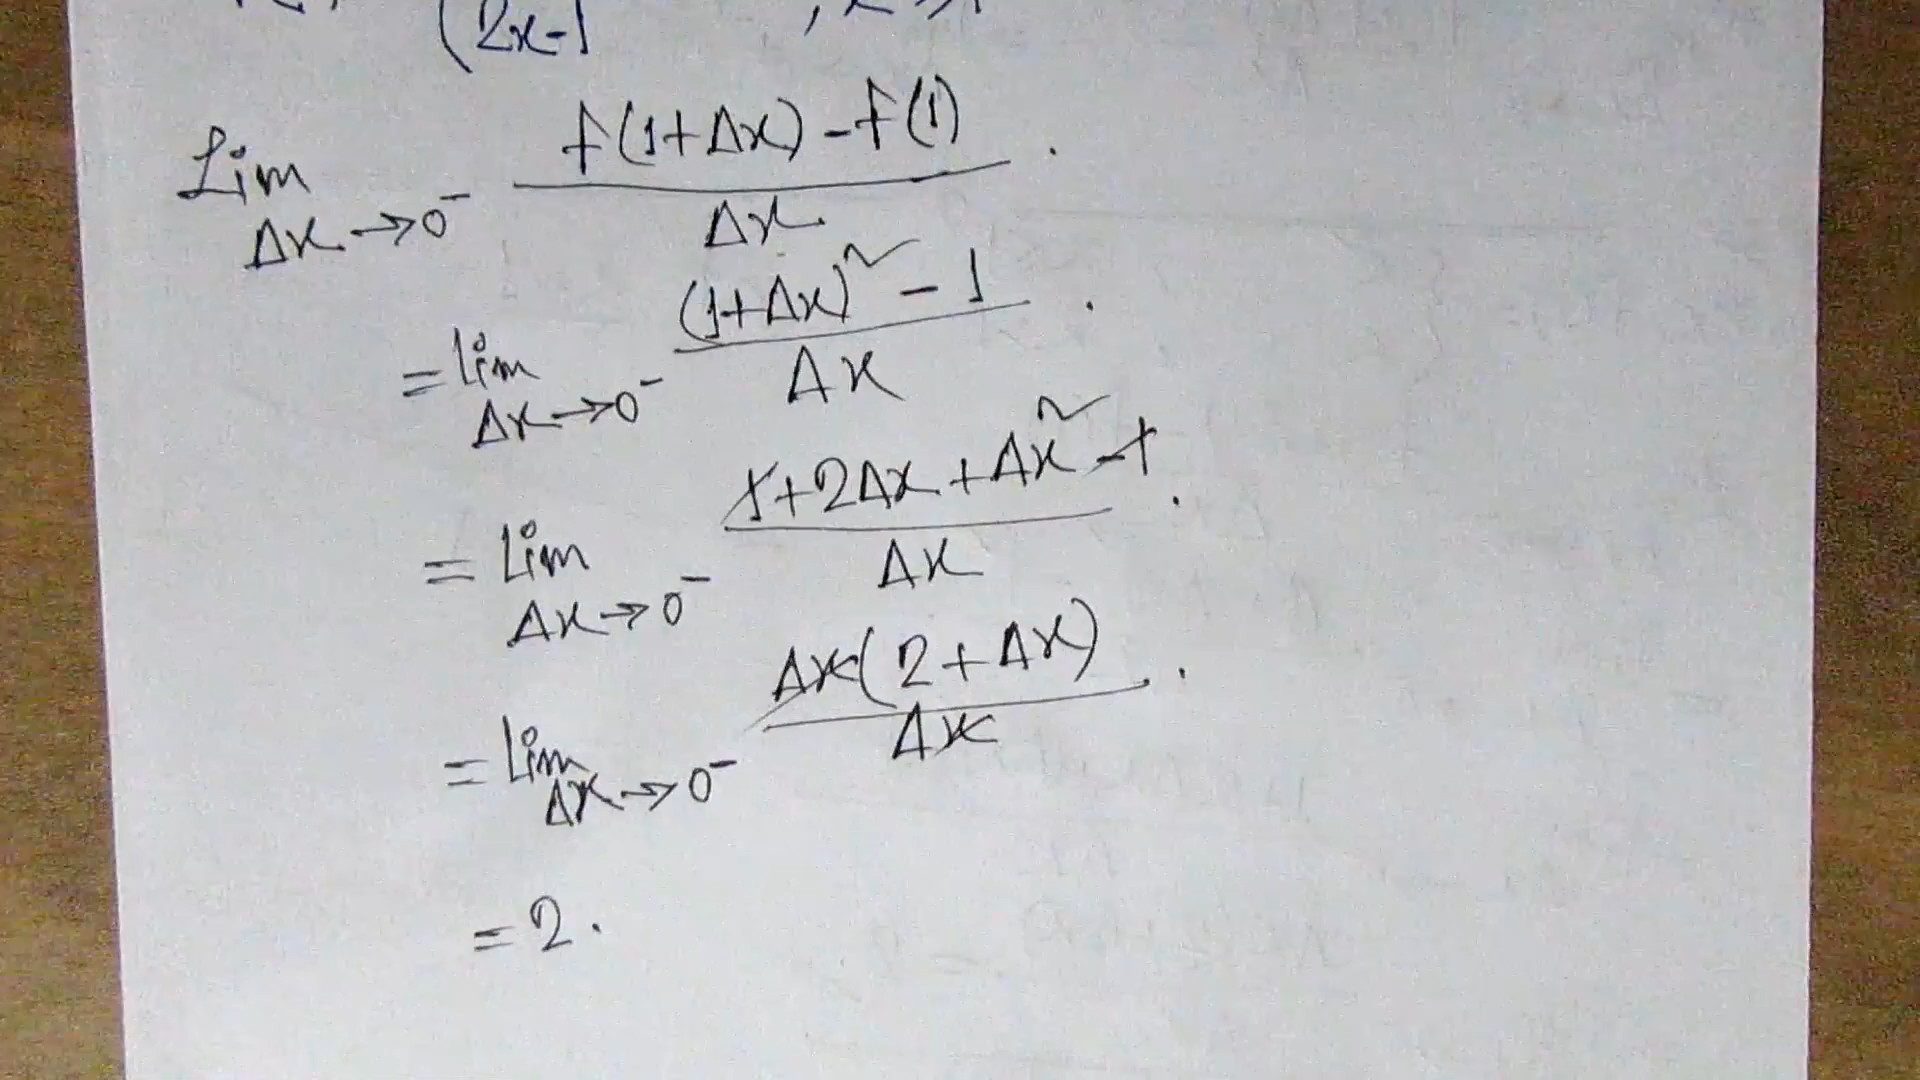 (2x-1
Lim Δx→0⁻ f(1+Δx)-f(1) / Δx .
= lim Δx→0⁻ (1+Δx)² - 1 / Δx .
= Lim Δx→0⁻ 1+2Δx+Δx²-1 / Δx .
= Lim Δx→0⁻ Δx(2+Δx) / Δx .
= 2.